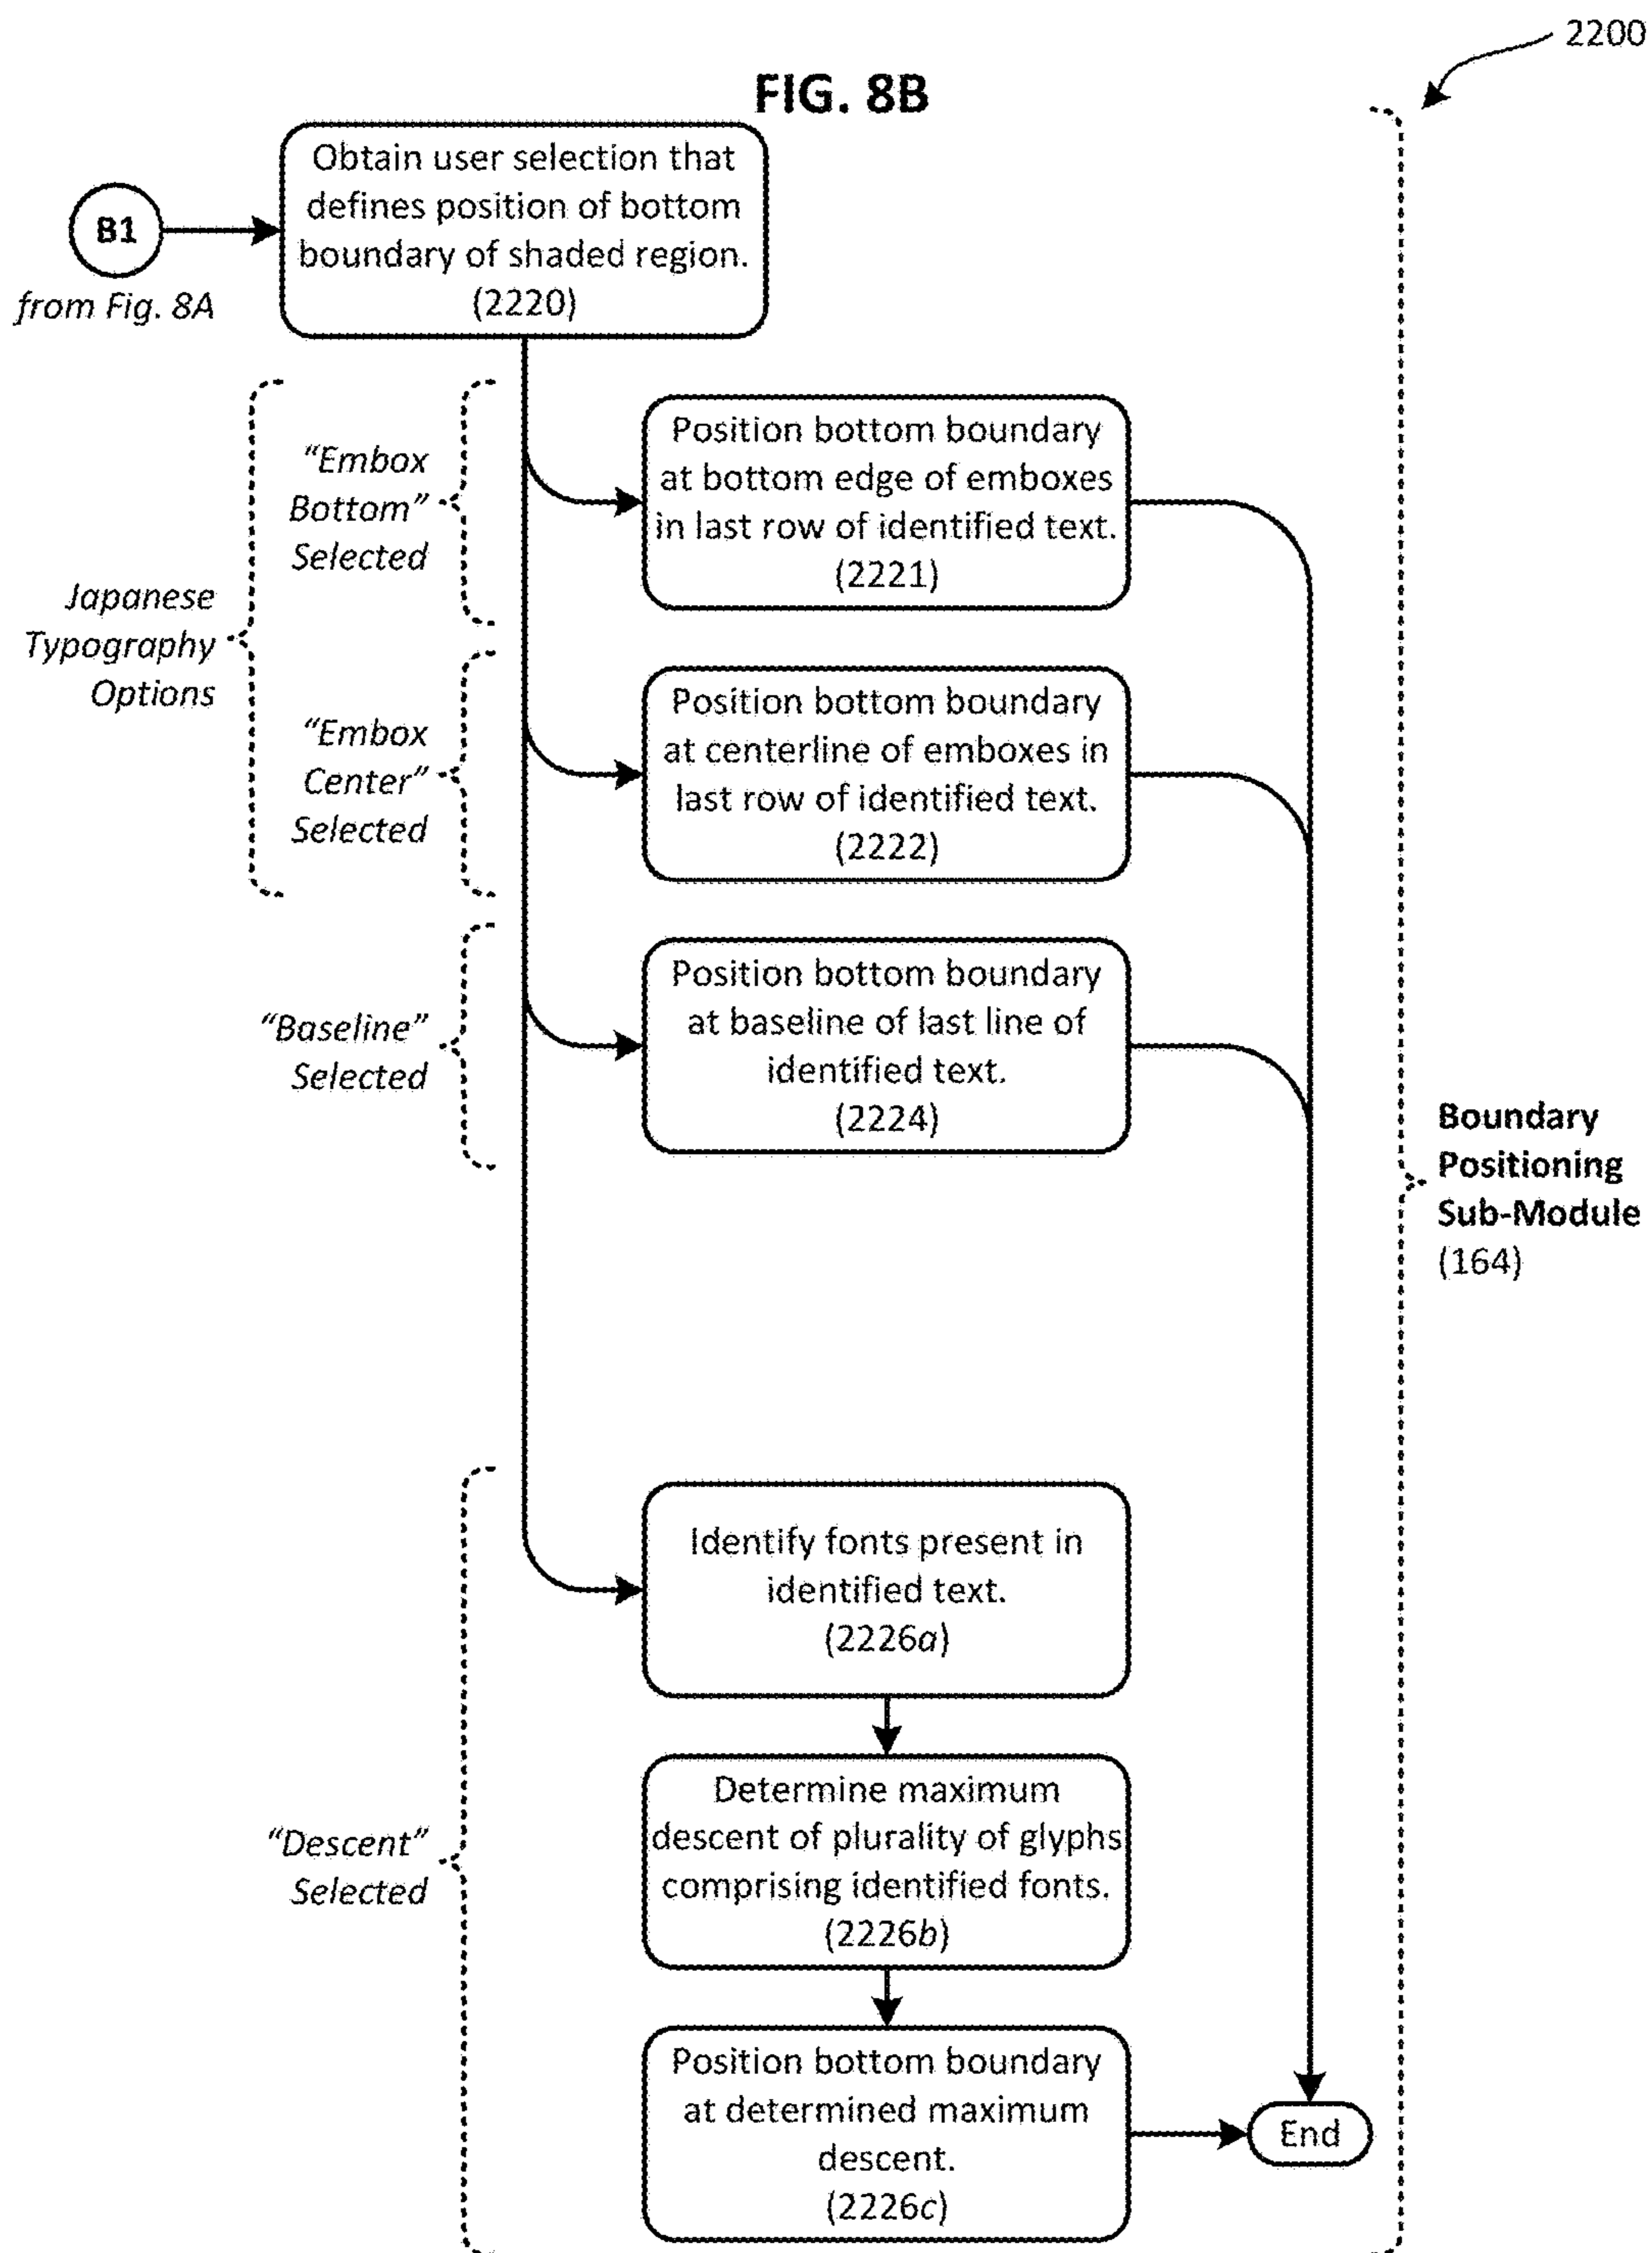 2200
FIG. 8B
Obtain user selection that
defines position of bottom
boundary of shaded region.
(2220)
B1
from Fig. 8A
Japanese
Typography
Options
“Embox
Bottom”
Selected
Position bottom boundary
at bottom edge of emboxes
in last row of identified text.
(2221)
“Embox
Center”
Selected
Position bottom boundary
at centerline of emboxes in
last row of identified text.
(2222)
“Baseline”
Selected
Position bottom boundary
at baseline of last line of
identified text.
(2224)
Boundary
Positioning
Sub-Module
(164)
“Descent”
Selected
Identify fonts present in
identified text.
(2226a)
Determine maximum
descent of plurality of glyphs
comprising identified fonts.
(2226b)
Position bottom boundary
at determined maximum
descent.
(2226c)
End